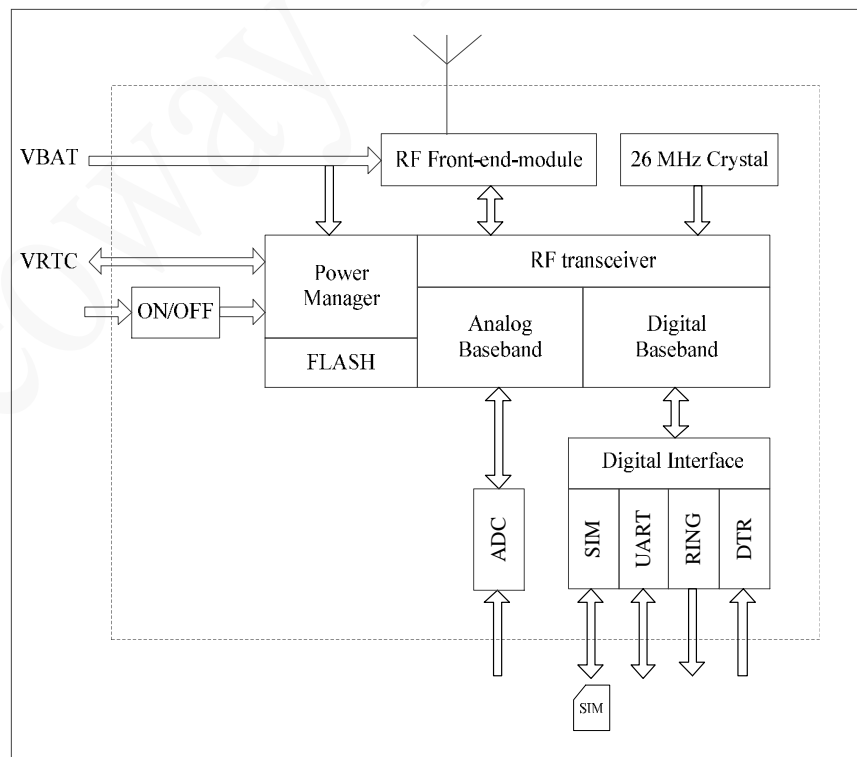 VBAT
RF Front-end-module
26 MHz Crystal
VRTC
Power
Manager
RF transceiver
ON/OFF
Analog
Baseband
Digital
Baseband
FLASH
Digital Interface
ADC
SIM
UART
RING
DTR
SIM